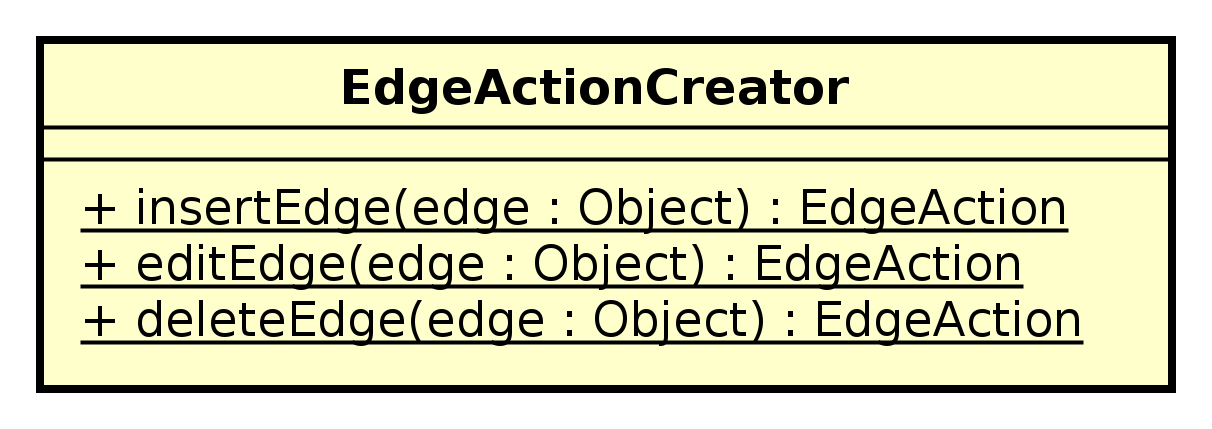 EdgeActionCreator
+ insertEdge(edge : Object) : EdgeAction
+ editEdge(edge : Object) : EdgeAction
+ deleteEdge(edge : Object) : EdgeAction